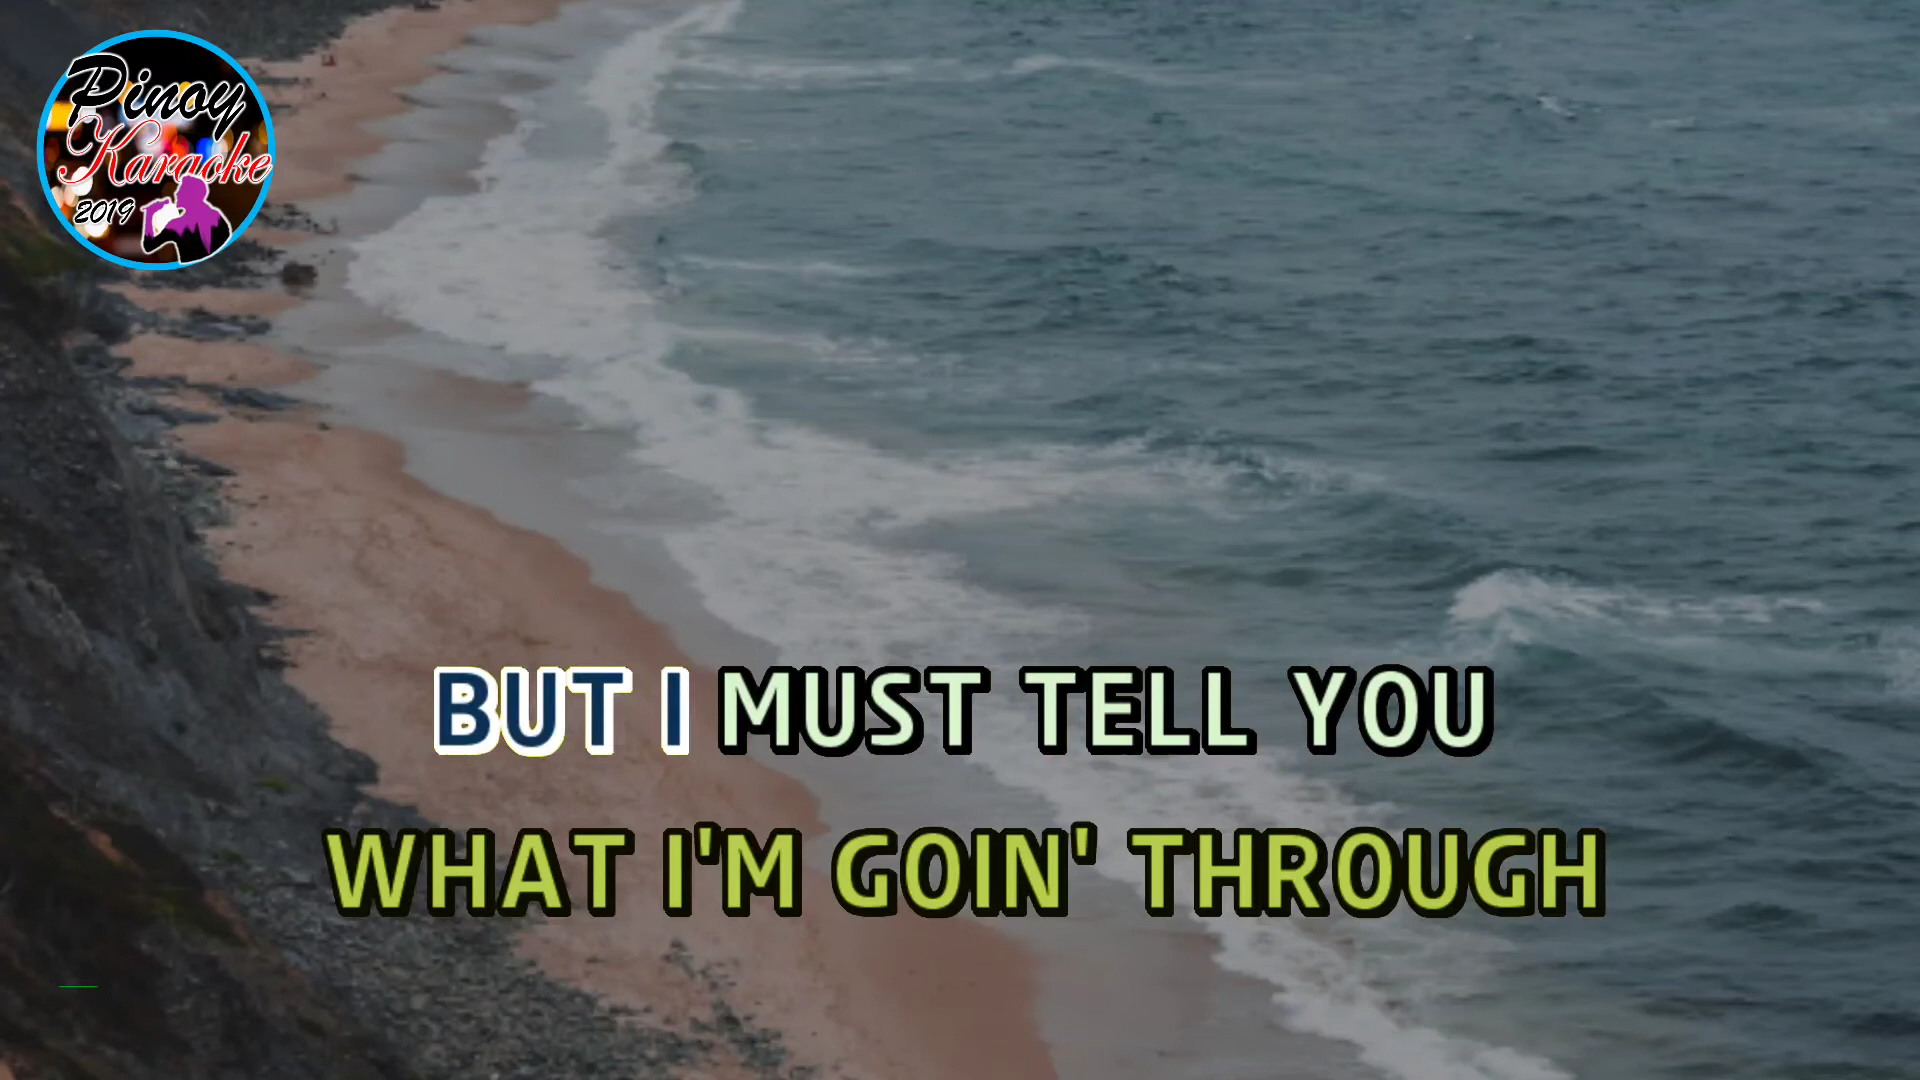 Pinoy
Karaoke
2019
BUT I MUST TELL YOU
WHAT I'M GOIN' THROUGH